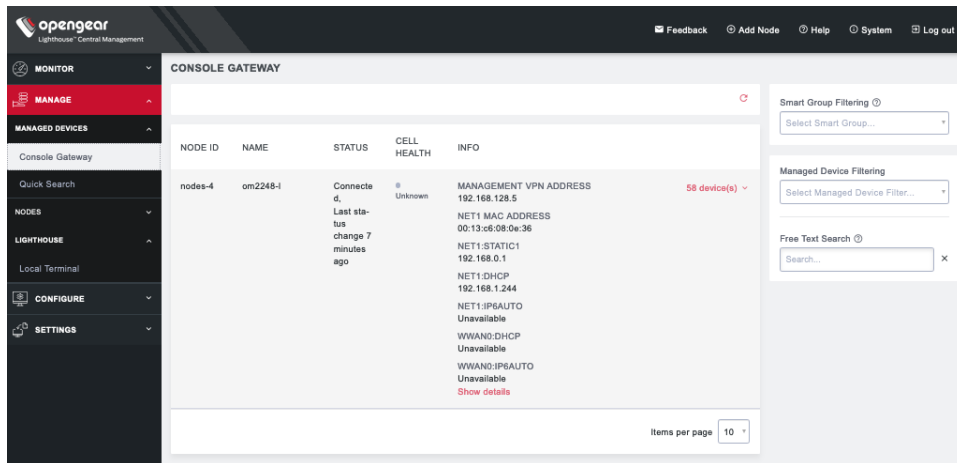 opengear
Lighthouse™ Central Management
Feedback
Add Node
Help
System
Log out
MONITOR
MANAGE
MANAGED DEVICES
Console Gateway
Quick Search
NODES
LIGHTHOUSE
Local Terminal
CONFIGURE
SETTINGS
CONSOLE GATEWAY
NODE ID
NAME
STATUS
CELL
HEALTH
INFO
nodes-4
om2248-l
Connecte
d,
Last sta-
tus
change 7
minutes
ago
Unknown
MANAGEMENT VPN ADDRESS
192.168.128.5
NET1 MAC ADDRESS
00:13:c6:08:0e:36
NET1:STATIC1
192.168.0.1
NET1:DHCP
192.168.1.244
NET1:IP6AUTO
Unavailable
WWAN0:DHCP
Unavailable
WWAN0:IP6AUTO
Unavailable
Show details
58 device(s)
Items per page 10
Smart Group Filtering
Select Smart Group...
Managed Device Filtering
Select Managed Device Filter...
Free Text Search
Search...